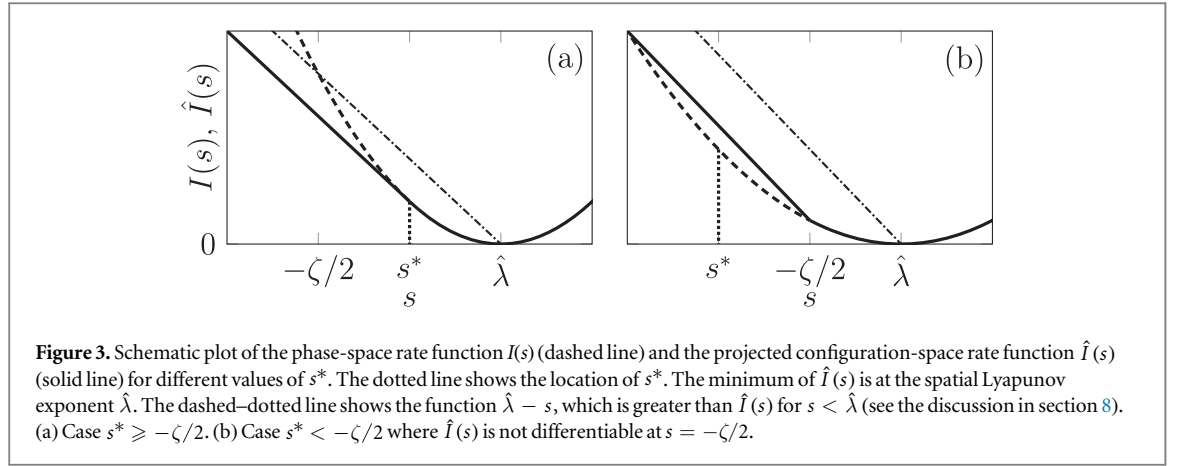 (a)
(b)
I(s), Î(s)
0
−ζ/2
s*
λ̂
s
s*
−ζ/2
λ̂
s
Figure 3. Schematic plot of the phase-space rate function I(s) (dashed line) and the projected configuration-space rate function Î (s)
(solid line) for different values of s*. The dotted line shows the location of s*. The minimum of Î (s) is at the spatial Lyapunov
exponent λ̂. The dashed–dotted line shows the function λ̂ − s, which is greater than Î (s) for s < λ̂ (see the discussion in section 8).
(a) Case s* ⩾ −ζ/2. (b) Case s* < −ζ/2 where Î (s) is not differentiable at s = −ζ/2.